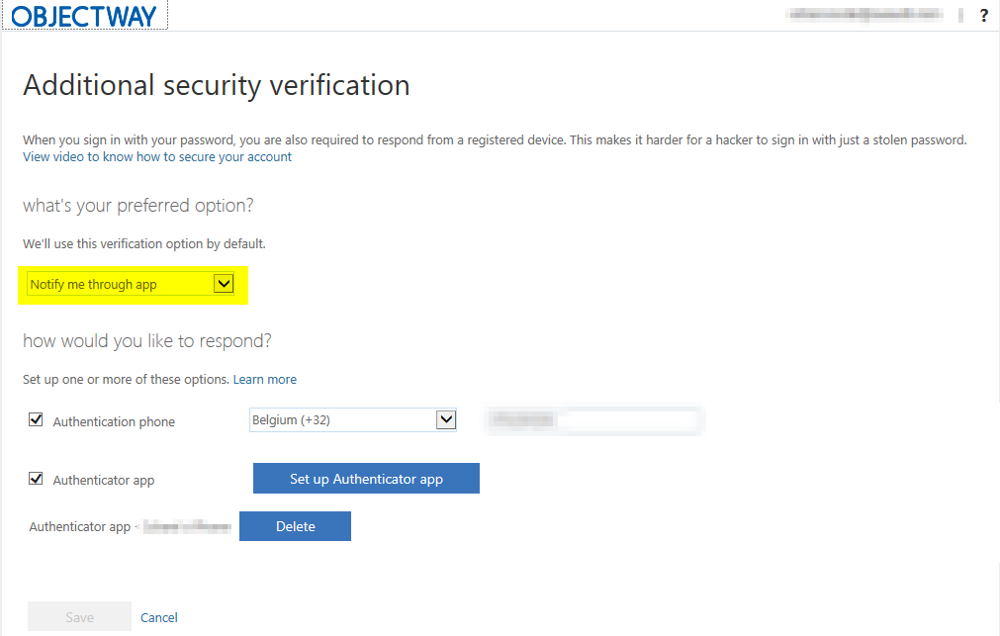 OBJECTWAY
| ?
Additional security verification
When you sign in with your password, you are also required to respond from a registered device. This makes it harder for a hacker to sign in with just a stolen password.
View video to know how to secure your account
what's your preferred option?
We'll use this verification option by default.
Notify me through app
how would you like to respond?
Set up one or more of these options. Learn more
Authentication phone Belgium (+32)
Authenticator app Set up Authenticator app
Authenticator app - Delete
Save Cancel